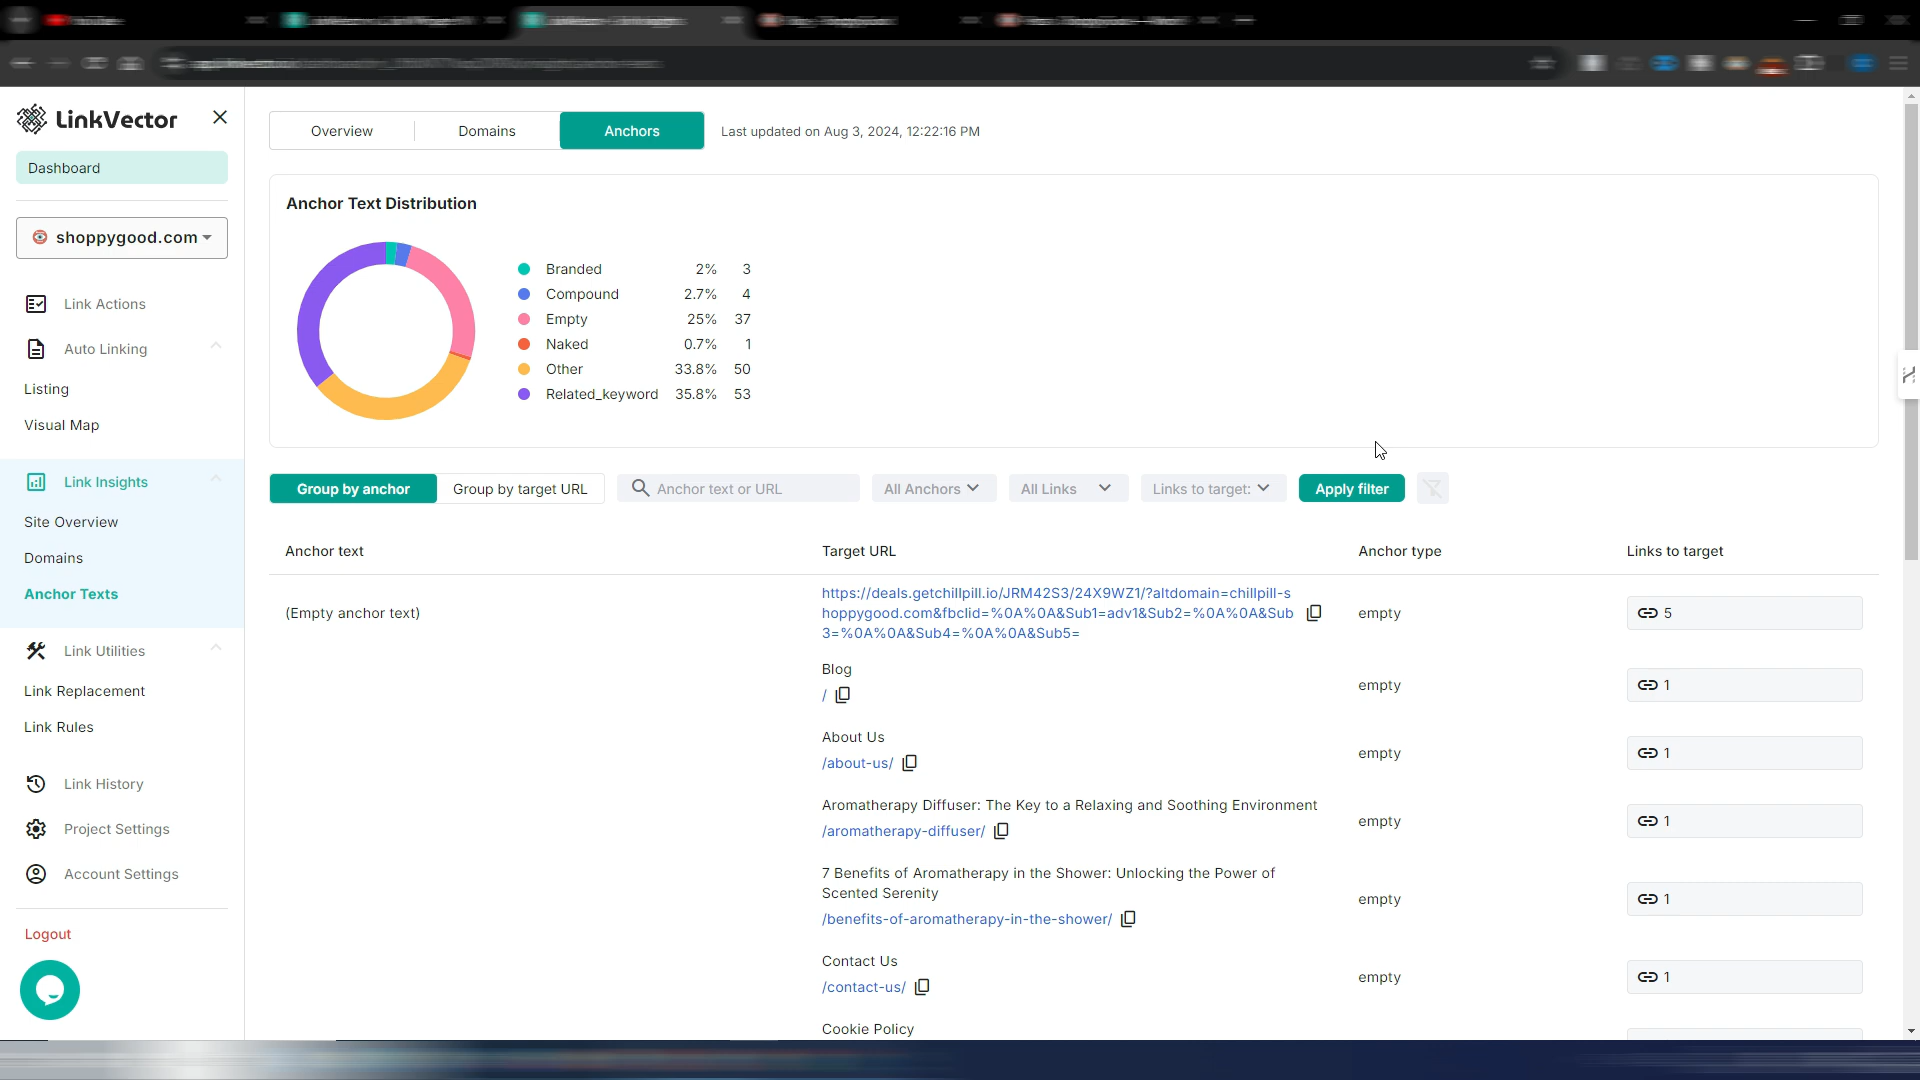 LinkVector
Dashboard
shoppygood.com
Link Actions
Auto Linking
Listing
Visual Map
Link Insights
Site Overview
Domains
Anchor Texts
Link Utilities
Link Replacement
Link Rules
Link History
Project Settings
Account Settings
Logout
Overview Domains Anchors Last updated on Aug 3, 2024, 12:22:16 PM
Anchor Text Distribution
Branded 2% 3
Compound 2.7% 4
Empty 25% 37
Naked 0.7% 1
Other 33.8% 50
Related_keyword 35.8% 53
Group by anchor Group by target URL Anchor text or URL All Anchors All Links Links to target: Apply filter
Anchor text Target URL Anchor type Links to target
(Empty anchor text)
https://deals.getchillpill.io/JRM42S3/24X9WZ1/?altdomain=chillpill-s
hoppygood.com&fbclid=%0A%0A&Sub1=adv1&Sub2=%0A%0A&Sub
3=%0A%0A&Sub4=%0A%0A&Sub5=
empty 5
Blog
/
empty 1
About Us
/about-us/
empty 1
Aromatherapy Diffuser: The Key to a Relaxing and Soothing Environment
/aromatherapy-diffuser/
empty 1
7 Benefits of Aromatherapy in the Shower: Unlocking the Power of
Scented Serenity
/benefits-of-aromatherapy-in-the-shower/
empty 1
Contact Us
/contact-us/
empty 1
Cookie Policy